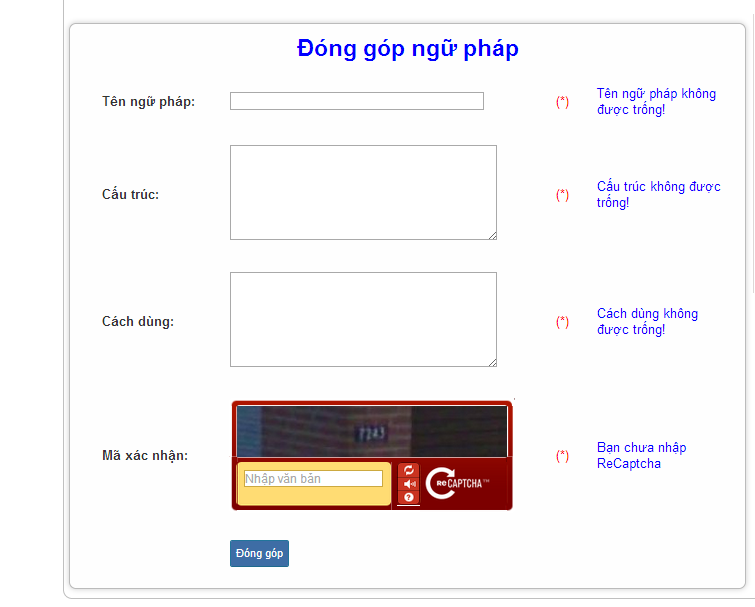 Đóng góp ngữ pháp
Tên ngữ pháp:
(*)
Tên ngữ pháp không
được trống!
Cấu trúc:
(*)
Cấu trúc không được
trống!
Cách dùng:
(*)
Cách dùng không
được trống!
Mã xác nhận:
Nhập văn bản
reCAPTCHA™
(*)
Bạn chưa nhập
ReCaptcha
Đóng góp